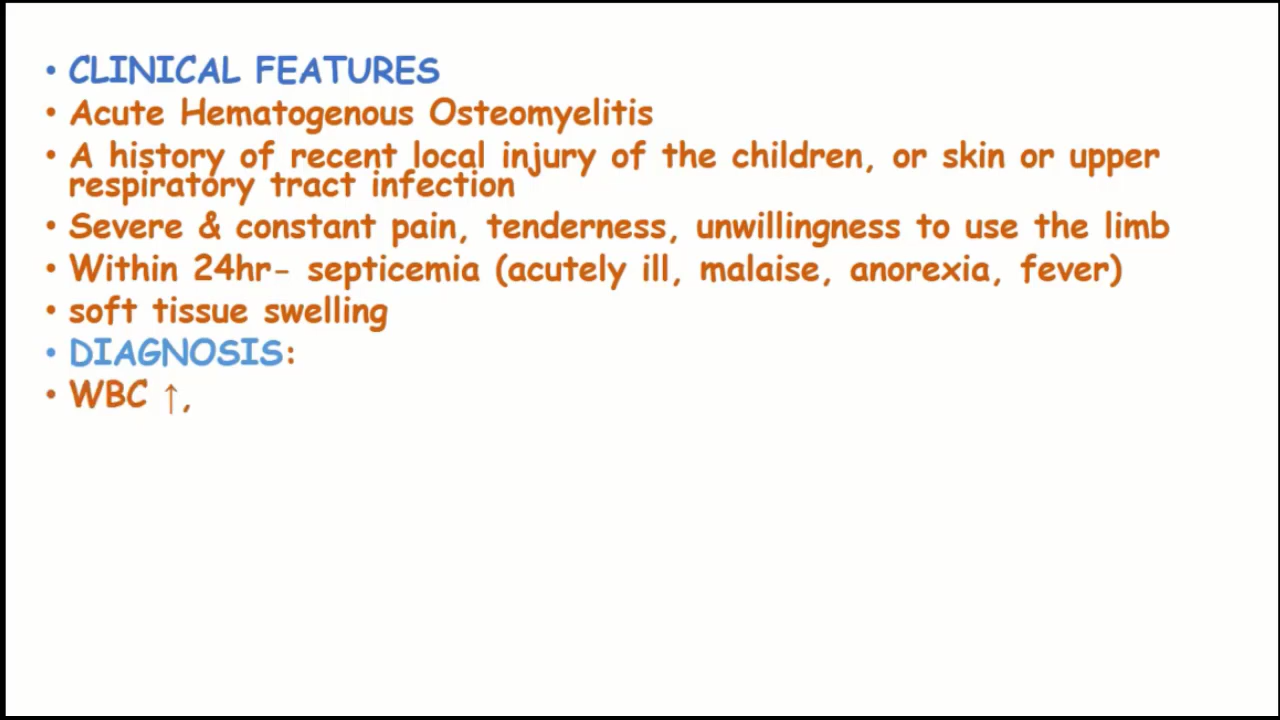 • CLINICAL FEATURES
• Acute Hematogenous Osteomyelitis
• A history of recent local injury of the children, or skin or upper
respiratory tract infection
• Severe & constant pain, tenderness, unwillingness to use the limb
• Within 24hr- septicemia (acutely ill, malaise, anorexia, fever)
• soft tissue swelling
• DIAGNOSIS:
• WBC ↑,